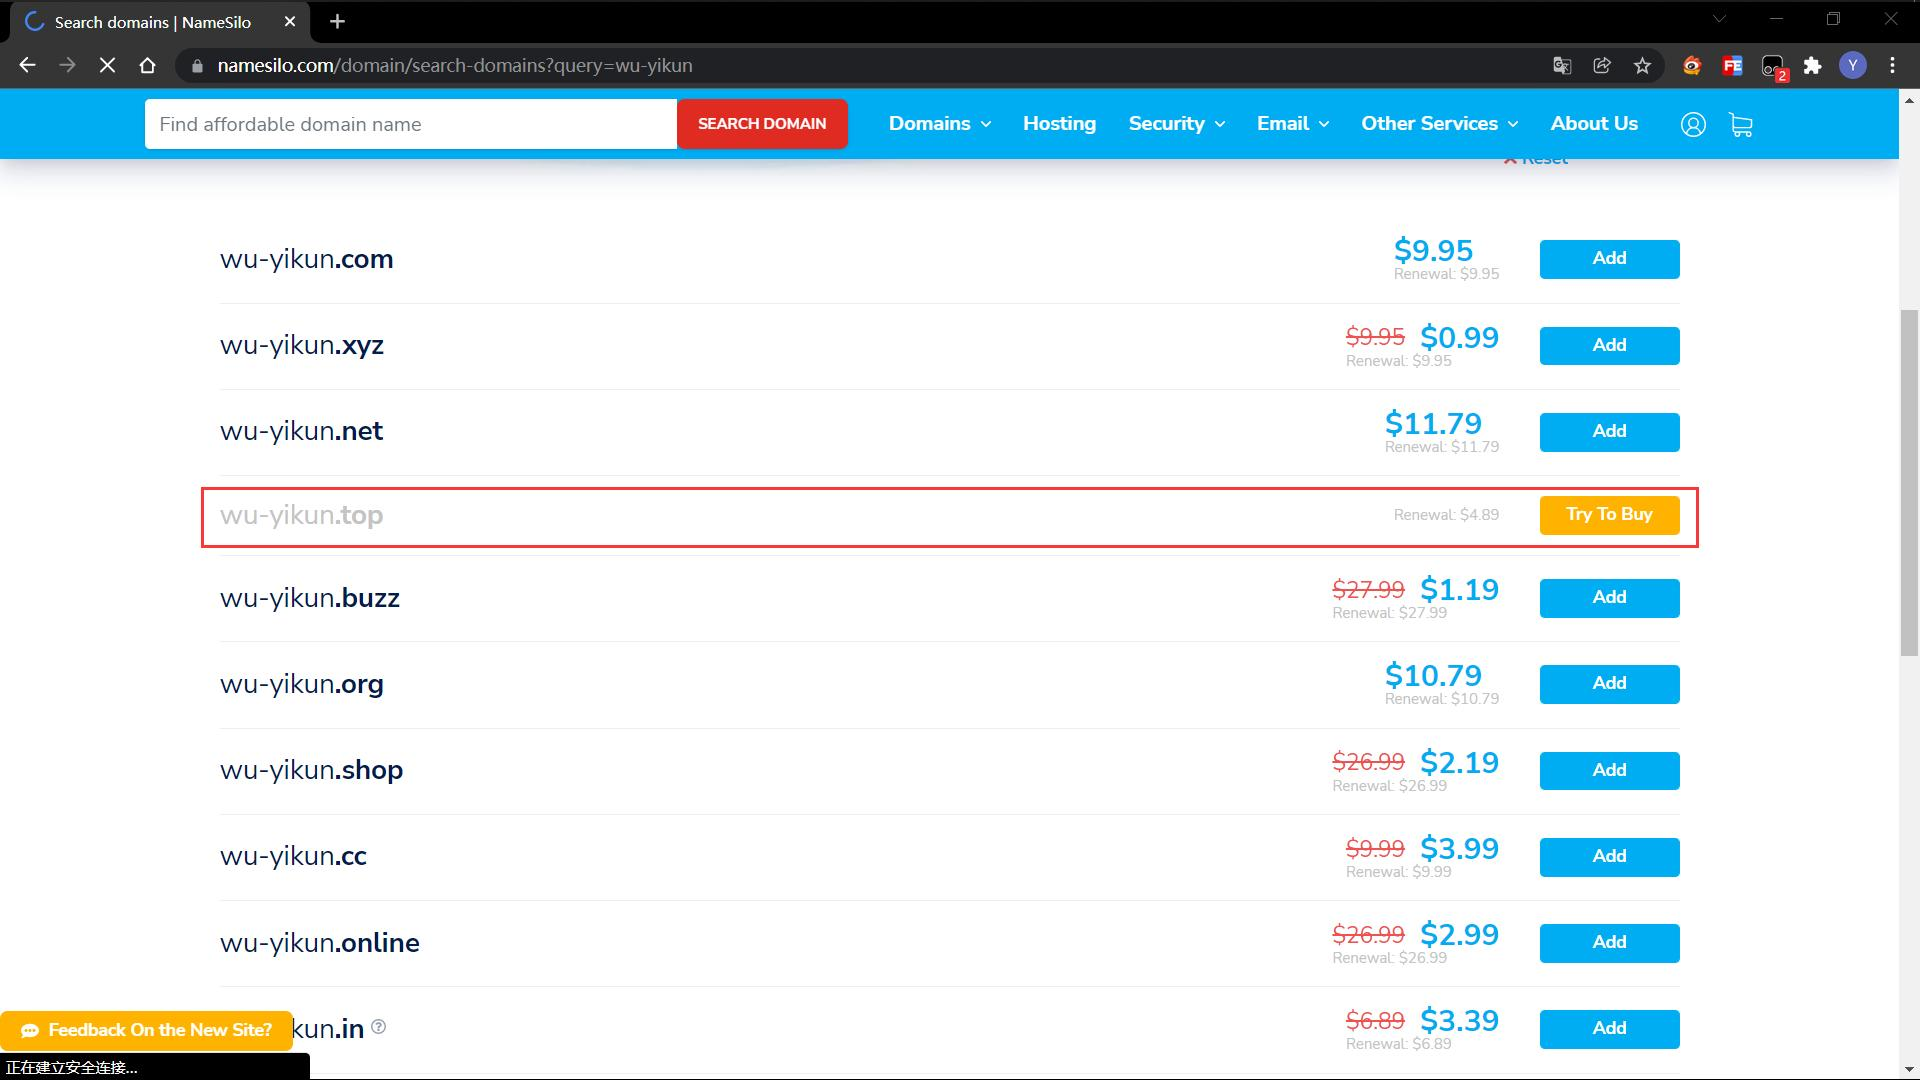 Search domains | NameSilo
namesilo.com/domain/search-domains?query=wu-yikun
FE
2
Y
Find affordable domain name
SEARCH DOMAIN
Domains
Hosting
Security
Email
Other Services
About Us
Reset
wu-yikun.com
$9.95
Renewal: $9.95
Add
wu-yikun.xyz
$9.95 $0.99
Renewal: $9.95
Add
wu-yikun.net
$11.79
Renewal: $11.79
Add
wu-yikun.top
Renewal: $4.89
Try To Buy
wu-yikun.buzz
$27.99 $1.19
Renewal: $27.99
Add
wu-yikun.org
$10.79
Renewal: $10.79
Add
wu-yikun.shop
$26.99 $2.19
Renewal: $26.99
Add
wu-yikun.cc
$9.99 $3.99
Renewal: $9.99
Add
wu-yikun.online
$26.99 $2.99
Renewal: $26.99
Add
kun.in
$6.89 $3.39
Renewal: $6.89
Add
Feedback On the New Site?
正在建立安全连接...